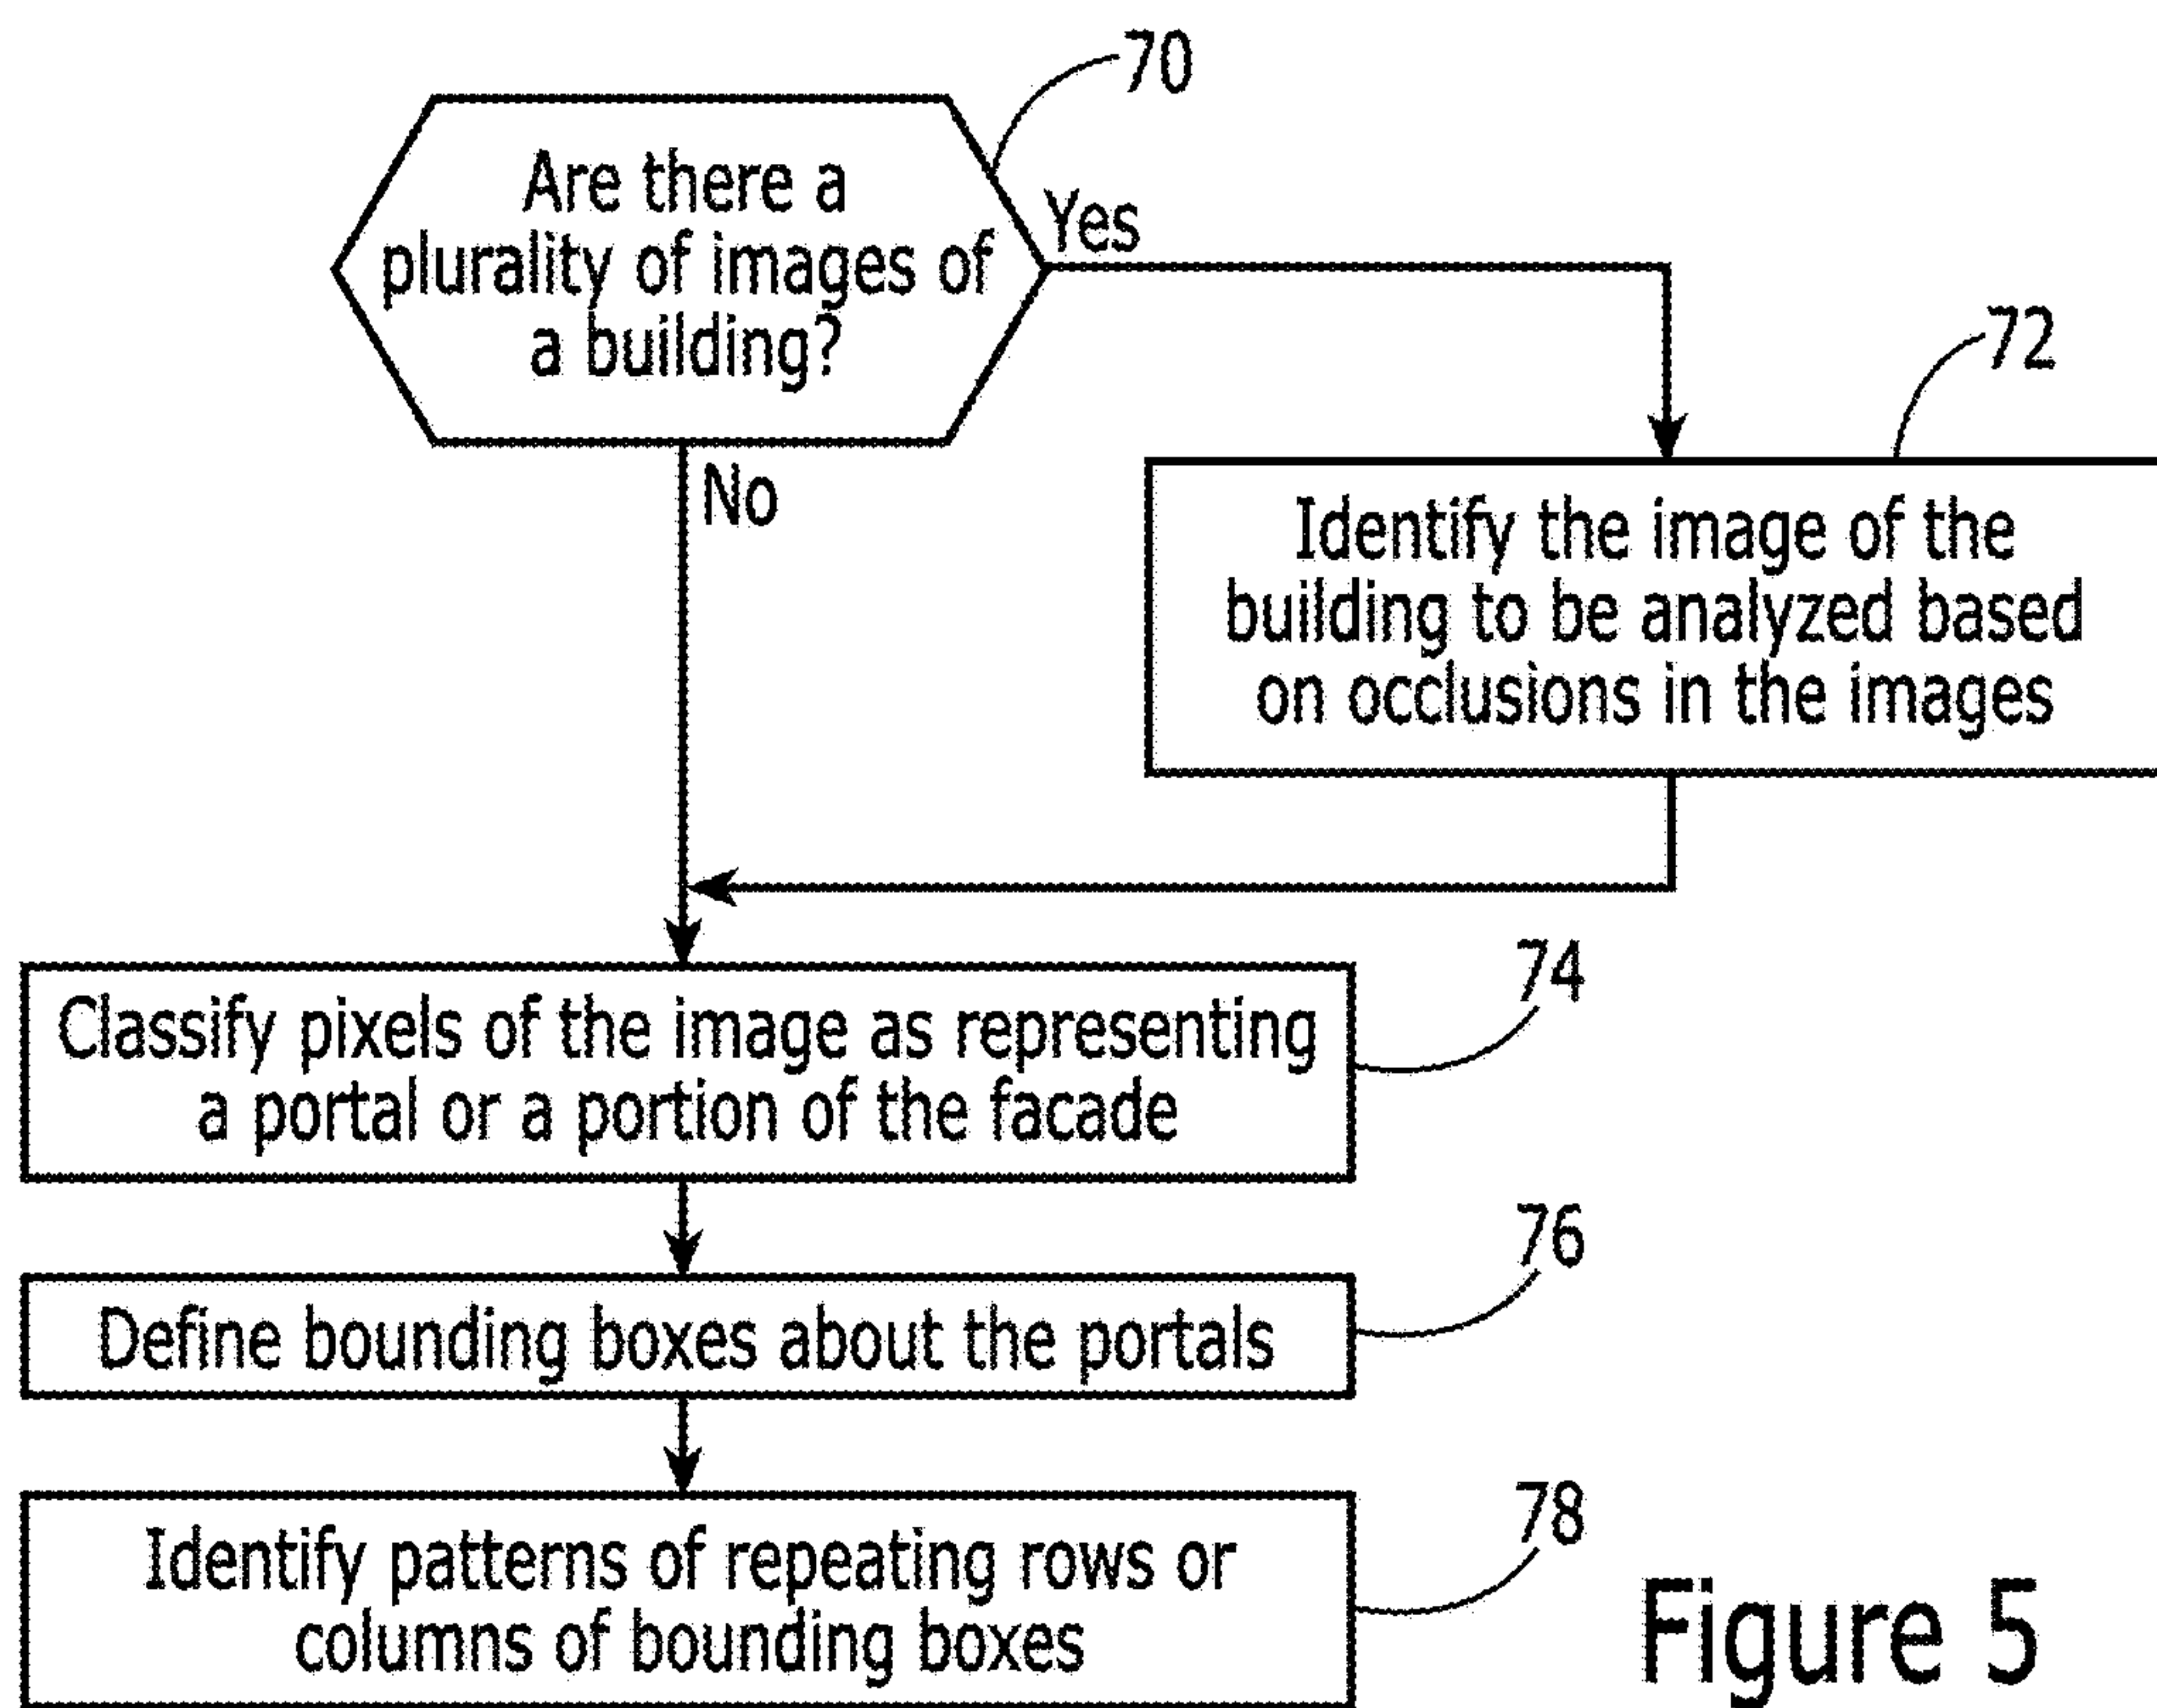 70
Are there a
plurality of images of
a building?
Yes
No
72
Identify the image of the
building to be analyzed based
on occlusions in the images
74
Classify pixels of the image as representing
a portal or a portion of the facade
76
Define bounding boxes about the portals
78
Identify patterns of repeating rows or
columns of bounding boxes
Figure 5